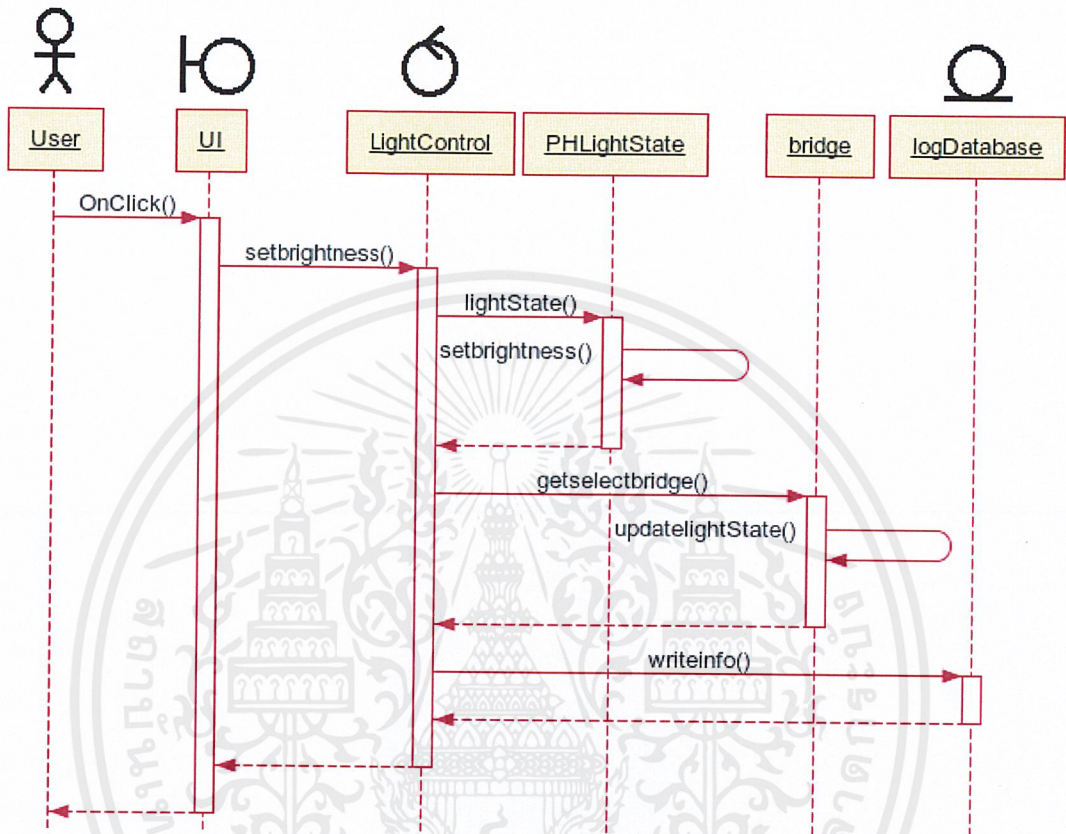 User
UI
LightControl
PHLightState
bridge
logDatabase
OnClick()
setbrightness()
lightState()
setbrightness()
getselectbridge()
updatelightState()
writeinfo()